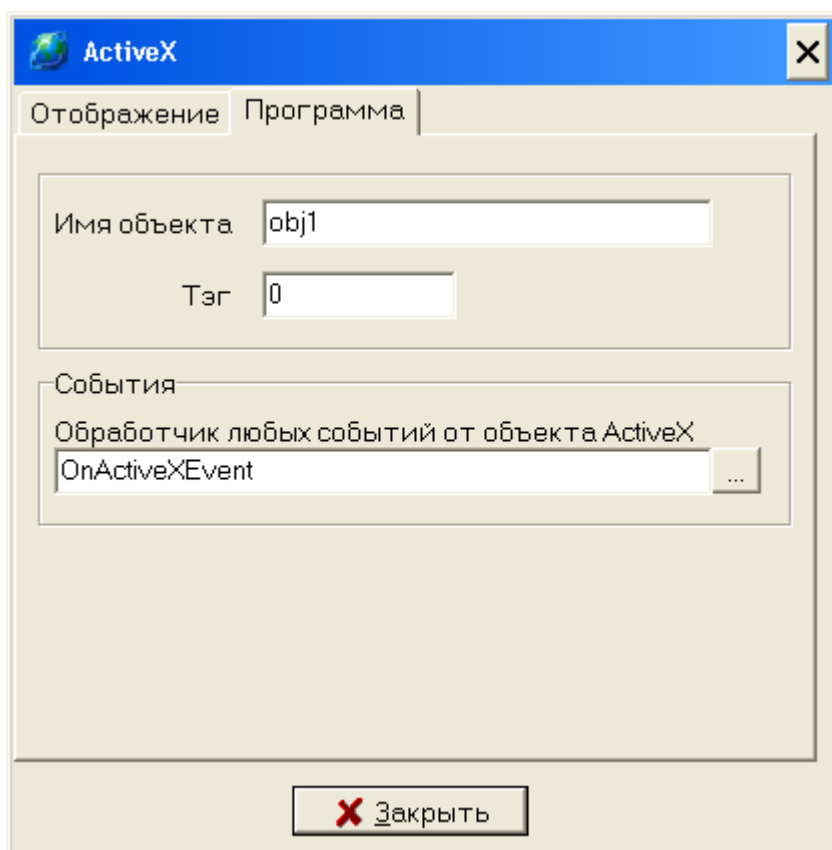 ActiveX
Отображение Программа
Имя объекта obj1
Тэг 0
События
Обработчик любых событий от объекта ActiveX
OnActiveXEvent ...
Закрыть